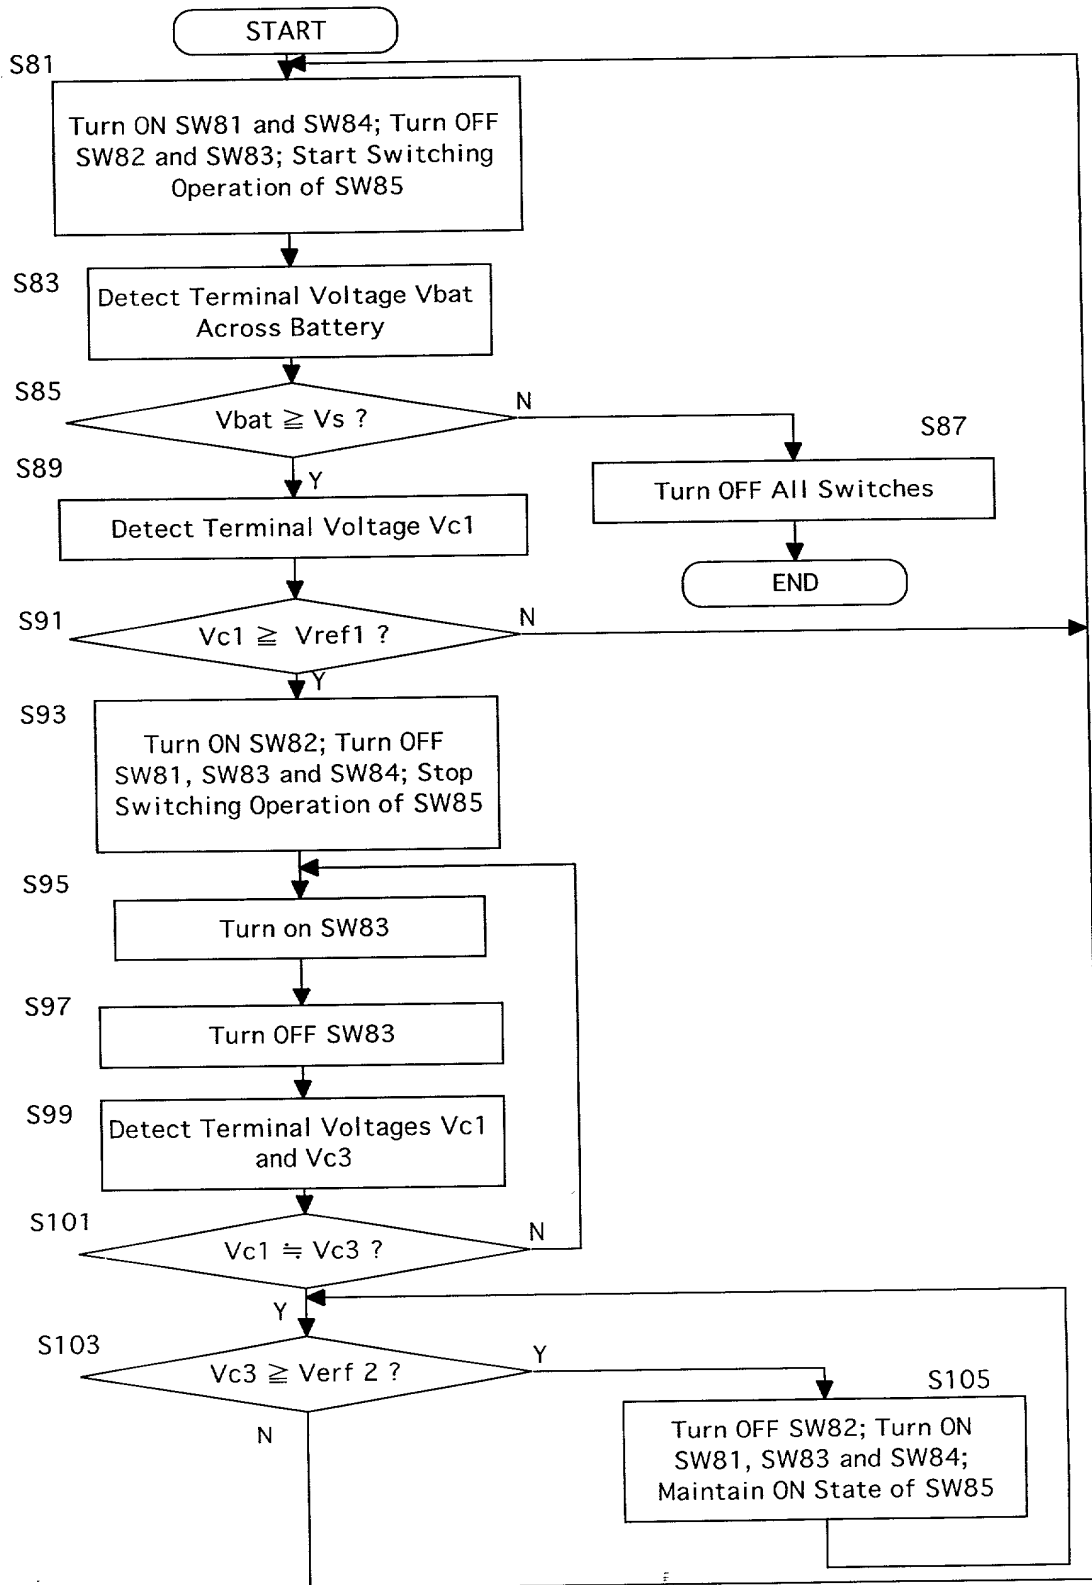 START
S81
Turn ON SW81 and SW84; Turn OFF
SW82 and SW83; Start Switching
Operation of SW85
S83
Detect Terminal Voltage Vbat
Across Battery
S85
Vbat ≧ Vs ?
N
S87
Turn OFF All Switches
END
Y
S89
Detect Terminal Voltage Vc1
S91
Vc1 ≧ Vref1 ?
N
Y
S93
Turn ON SW82; Turn OFF
SW81, SW83 and SW84; Stop
Switching Operation of SW85
S95
Turn on SW83
S97
Turn OFF SW83
S99
Detect Terminal Voltages Vc1
and Vc3
S101
Vc1 ≒ Vc3 ?
N
Y
S103
Vc3 ≧ Verf 2 ?
Y
N
S105
Turn OFF SW82; Turn ON
SW81, SW83 and SW84;
Maintain ON State of SW85